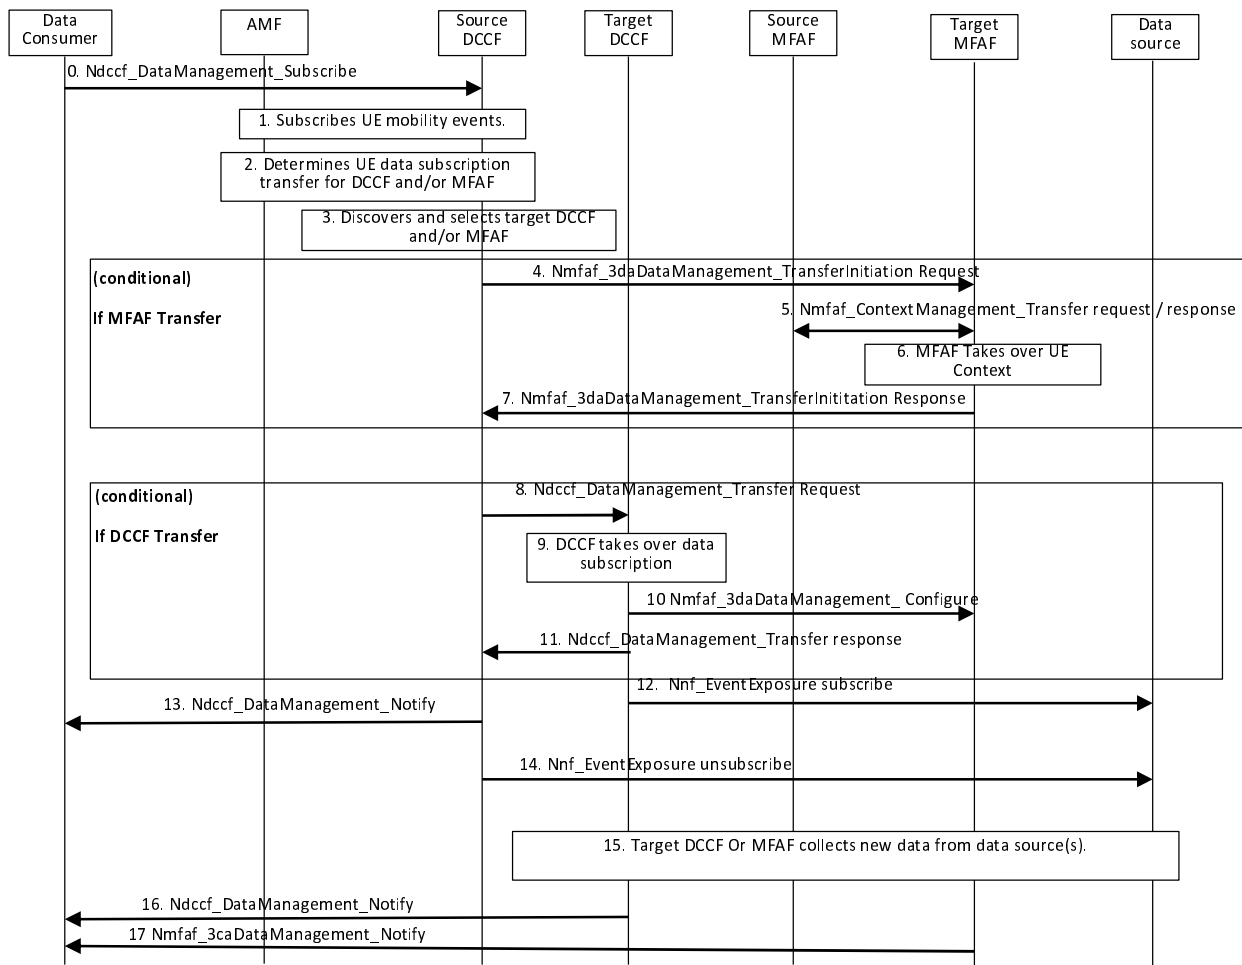 Data
Consumer
AMF
Source
DCCF
Target
DCCF
Source
MFAF
Target
MFAF
Data
source
0. Ndccf_DataManagement_Subscribe
1. Subscribes UE mobility events.
2. Determines UE data subscription
transfer for DCCF and/or MFAF
3. Discovers and selects target DCCF
and/or MFAF
(conditional)
If MFAF Transfer
4. Nmfaf_3daDataManagement_TransferInitiation Request
5. Nmfaf_ContextManagement_Transfer request / response
6. MFAF Takes over UE
Context
7. Nmfaf_3daDataManagement_TransferInititation Response
(conditional)
If DCCF Transfer
8. Ndccf_DataManagement_Transfer Request
9. DCCF takes over data
subscription
10 Nmfaf_3daDataManagement_ Configure
11. Ndccf_DataManagement_Transfer response
12. Nnf_EventExposure subscribe
13. Ndccf_DataManagement_Notify
14. Nnf_EventExposure unsubscribe
15. Target DCCF Or MFAF collects new data from data source(s).
16. Ndccf_DataManagement_Notify
17 Nmfaf_3caDataManagement_Notify